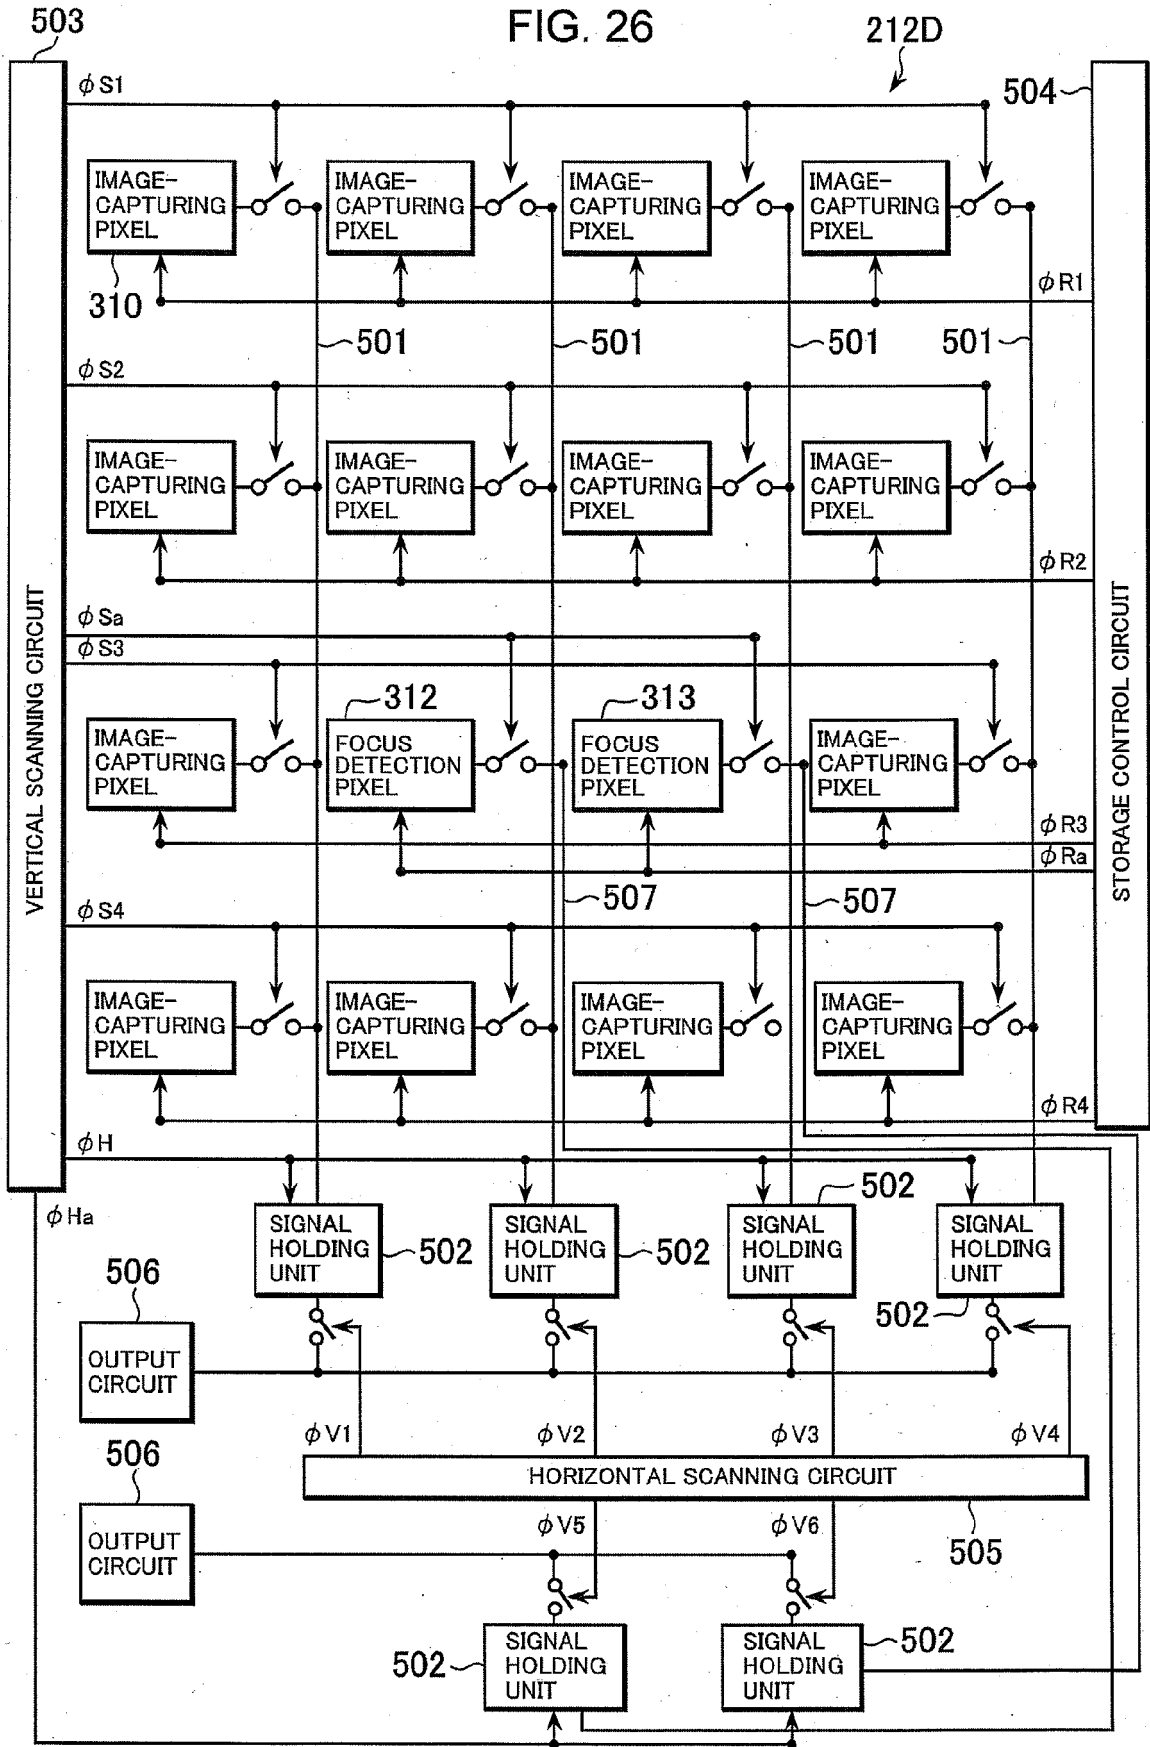 FIG. 26
503
212D
504
φS1
IMAGE-
CAPTURING
PIXEL
IMAGE-
CAPTURING
PIXEL
IMAGE-
CAPTURING
PIXEL
IMAGE-
CAPTURING
PIXEL
310
φR1
501
501
501
501
φS2
IMAGE-
CAPTURING
PIXEL
IMAGE-
CAPTURING
PIXEL
IMAGE-
CAPTURING
PIXEL
IMAGE-
CAPTURING
PIXEL
φR2
VERTICAL SCANNING CIRCUIT
STORAGE CONTROL CIRCUIT
φSa
φS3
312
313
IMAGE-
CAPTURING
PIXEL
FOCUS
DETECTION
PIXEL
FOCUS
DETECTION
PIXEL
IMAGE-
CAPTURING
PIXEL
φR3
φRa
507
507
φS4
IMAGE-
CAPTURING
PIXEL
IMAGE-
CAPTURING
PIXEL
IMAGE-
CAPTURING
PIXEL
IMAGE-
CAPTURING
PIXEL
φR4
φH
φHa
SIGNAL
HOLDING
UNIT
502
SIGNAL
HOLDING
UNIT
502
SIGNAL
HOLDING
UNIT
502
SIGNAL
HOLDING
UNIT
502
506
OUTPUT
CIRCUIT
φV1
φV2
φV3
φV4
HORIZONTAL SCANNING CIRCUIT
506
OUTPUT
CIRCUIT
φV5
φV6
505
502
SIGNAL
HOLDING
UNIT
SIGNAL
HOLDING
UNIT
502